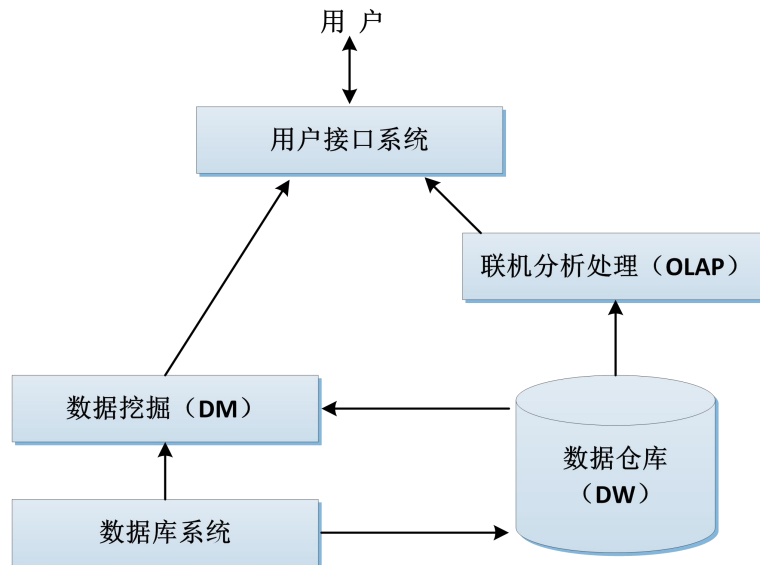 用 户
用户接口系统
联机分析处理（OLAP）
数据挖掘（DM）
数据仓库
（DW）
数据库系统